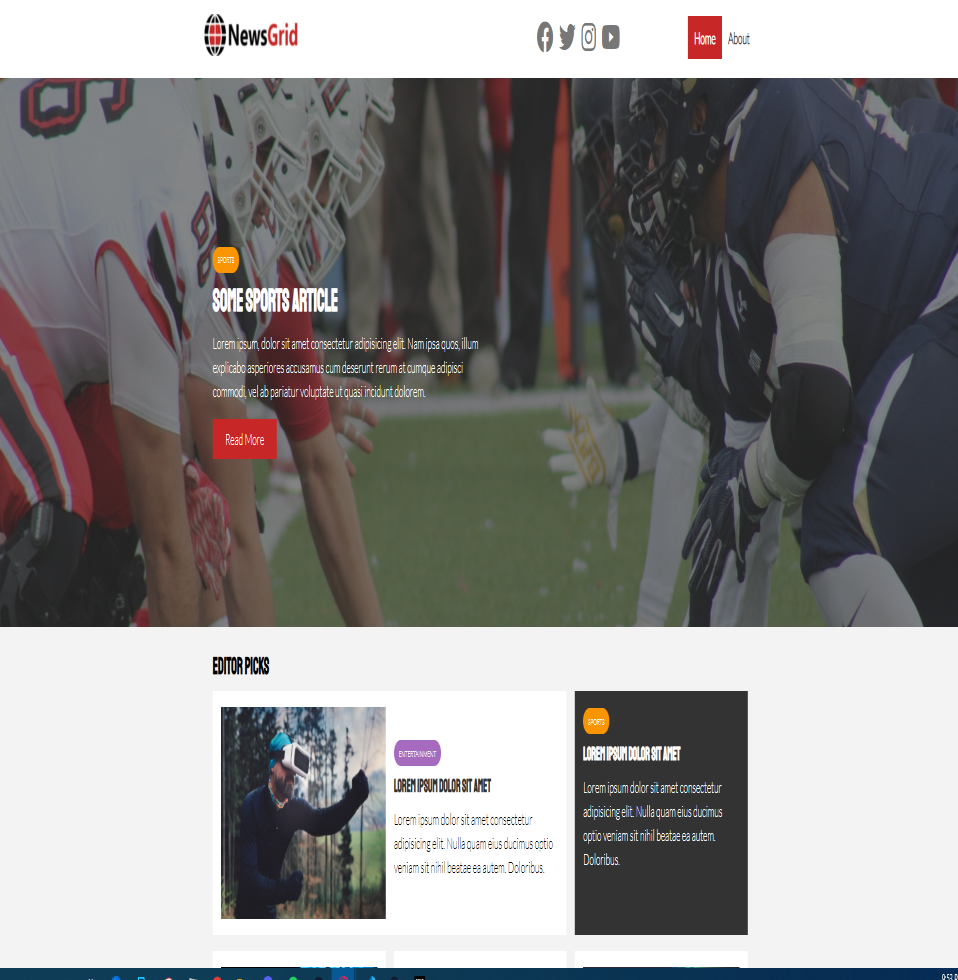 NewsGrid
Home About
SPORTS
SOME SPORTS ARTICLE
Lorem ipsum, dolor sit amet consectetur adipisicing elit. Nam ipsa quos, illum
explicabo asperiores accusamus cum deserunt rerum at cumque adipisci
commodi, vel ab pariatur voluptate ut quasi incidunt dolorem.
Read More
EDITOR PICKS
ENTERTAINMENT
LOREM IPSUM DOLOR SIT AMET
Lorem ipsum dolor sit amet consectetur
adipisicing elit. Nulla quam eius ducimus optio
veniam sit nihil beatae ea autem. Doloribus.
SPORTS
LOREM IPSUM DOLOR SIT AMET
Lorem ipsum dolor sit amet consectetur
adipisicing elit. Nulla quam eius ducimus
optio veniam sit nihil beatae ea autem.
Doloribus.